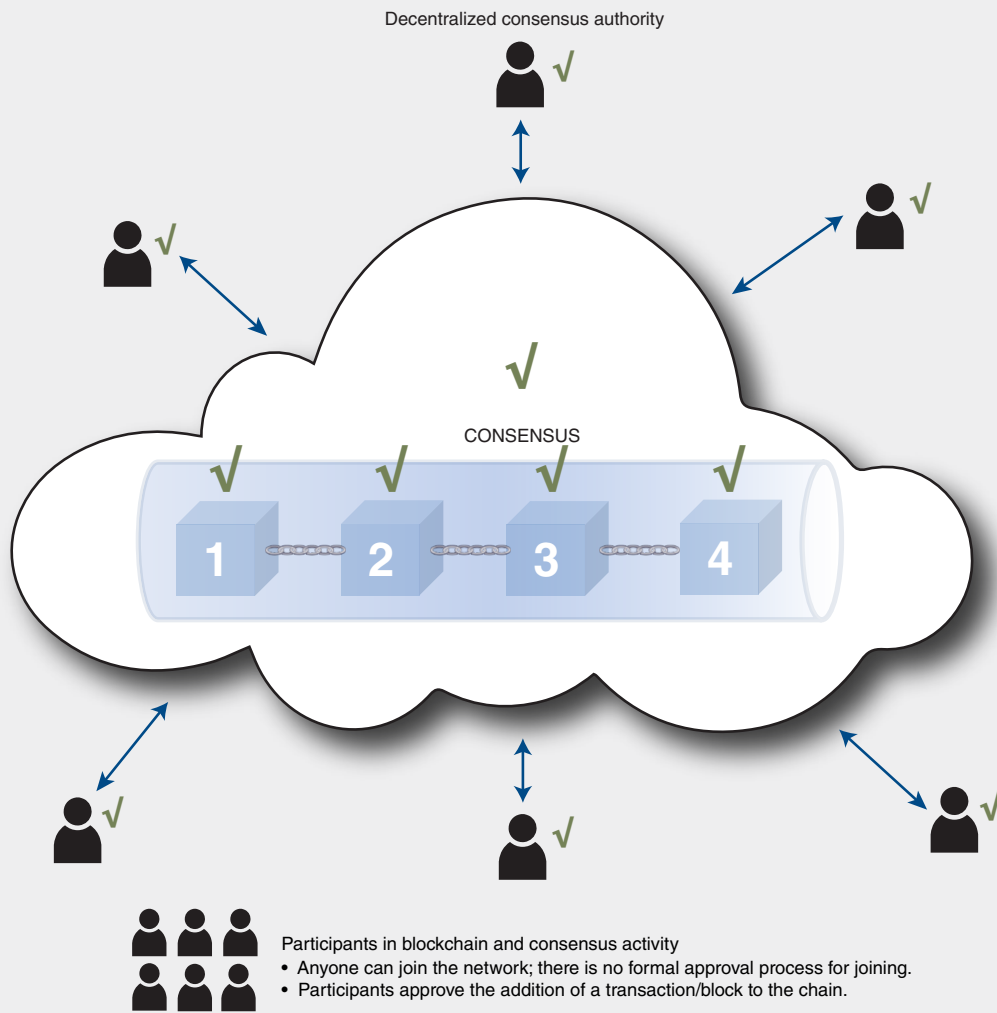 Decentralized consensus authority
√
√
√
√
CONSENSUS
√ √ √ √
1 2 3 4
√
√
√
Participants in blockchain and consensus activity
• Anyone can join the network; there is no formal approval process for joining.
• Participants approve the addition of a transaction/block to the chain.